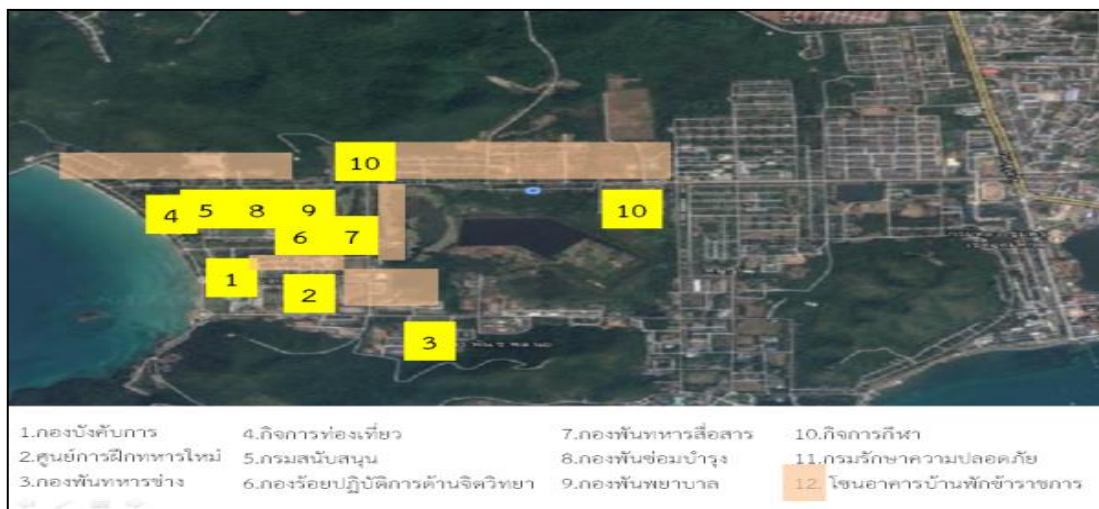 10
4 5 8 9
10
6 7
1
2
3
1.กองบังคับการ
2.ศูนย์การฝึกทหารใหม่
3.กองพันทหารช่าง
4.กิจการท่องเที่ยว
5.กรมสนับสนุน
6.กองร้อยปฏิบัติการด้านจิตวิทยา
7.กองพันทหารสื่อสาร
8.กองพันซ่อมบำรุง
9.กองพันพยาบาล
10.กิจการกีฬา
11.กรมรักษาความปลอดภัย
12. โซนอาคารบ้านพักข้าราชการ